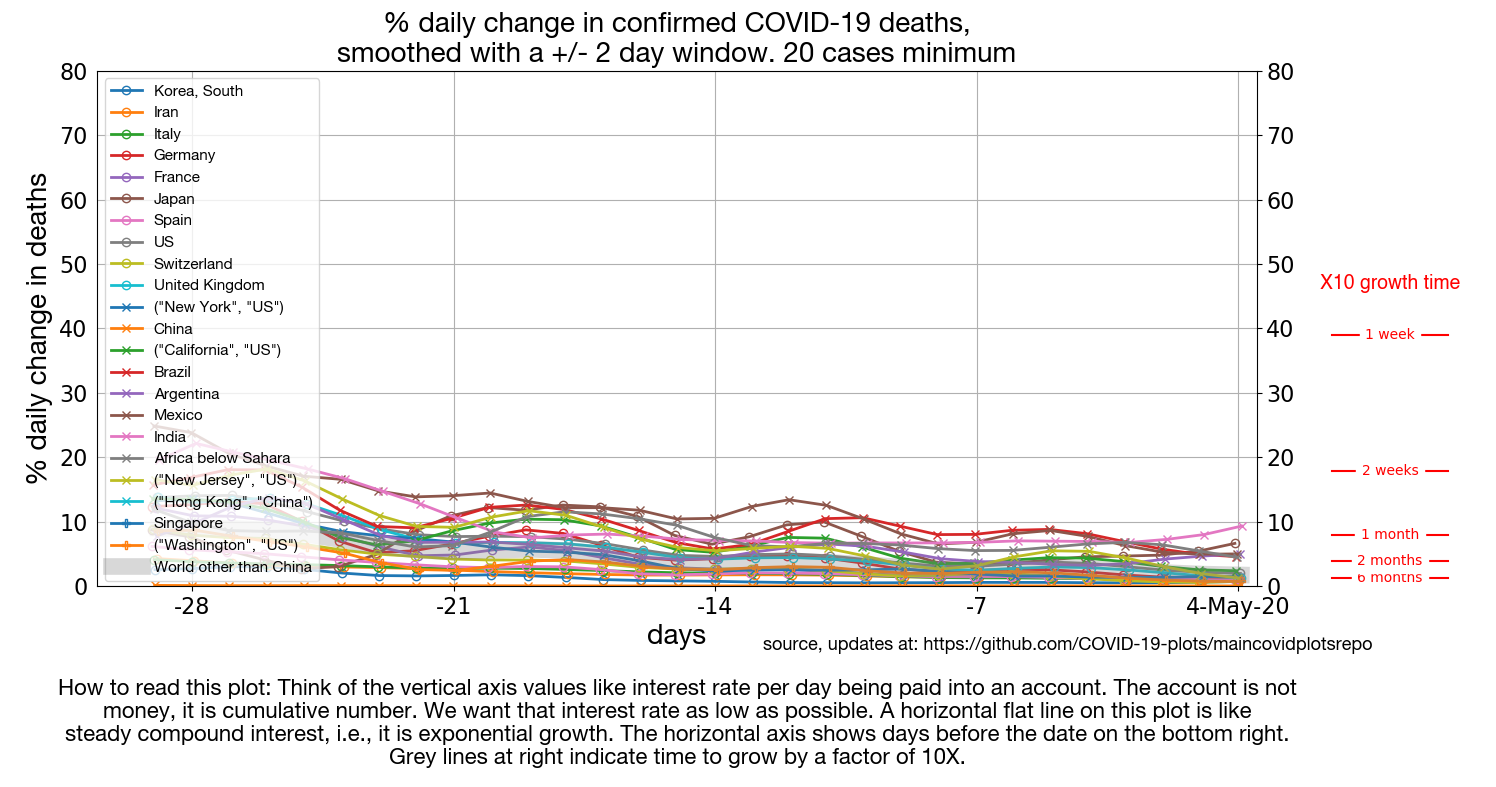 % daily change in confirmed COVID-19 deaths,
smoothed with a +/- 2 day window. 20 cases minimum
80
70
60
50
40
30
20
10
0
% daily change in deaths
Korea, South
Iran
Italy
Germany
France
Japan
Spain
US
Switzerland
United Kingdom
("New York", "US")
China
("California", "US")
Brazil
Argentina
Mexico
India
Africa below Sahara
("New Jersey", "US")
("Hong Kong", "China")
Singapore
("Washington", "US")
World other than China
80
70
60
50
40
30
20
10
0
X10 growth time
1 week
2 weeks
1 month
2 months
6 months
-28
-21
-14
-7
4-May-20
days
source, updates at: https://github.com/COVID-19-plots/maincovidplotsrepo
How to read this plot: Think of the vertical axis values like interest rate per day being paid into an account. The account is not
money, it is cumulative number. We want that interest rate as low as possible. A horizontal flat line on this plot is like
steady compound interest, i.e., it is exponential growth. The horizontal axis shows days before the date on the bottom right.
Grey lines at right indicate time to grow by a factor of 10X.